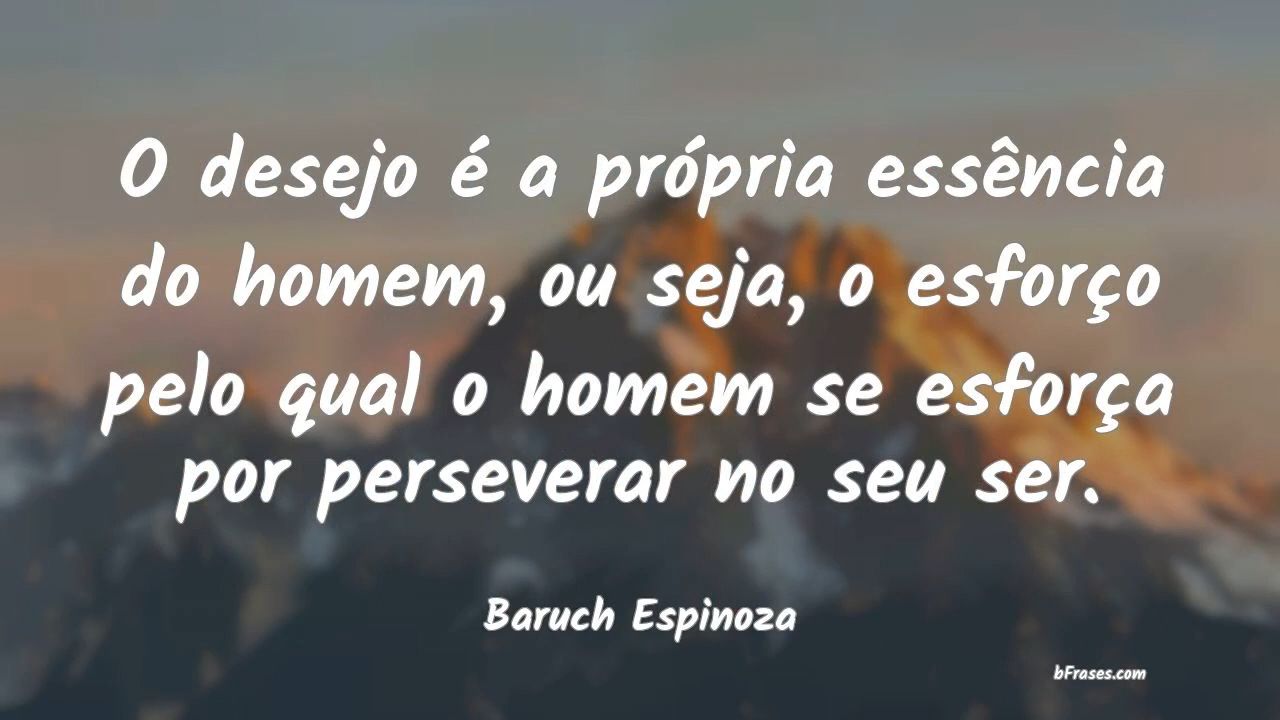 O desejo é a própria essência
do homem, ou seja, o esforço
pelo qual o homem se esforça
por perseverar no seu ser.
Baruch Espinoza
bFrases.com